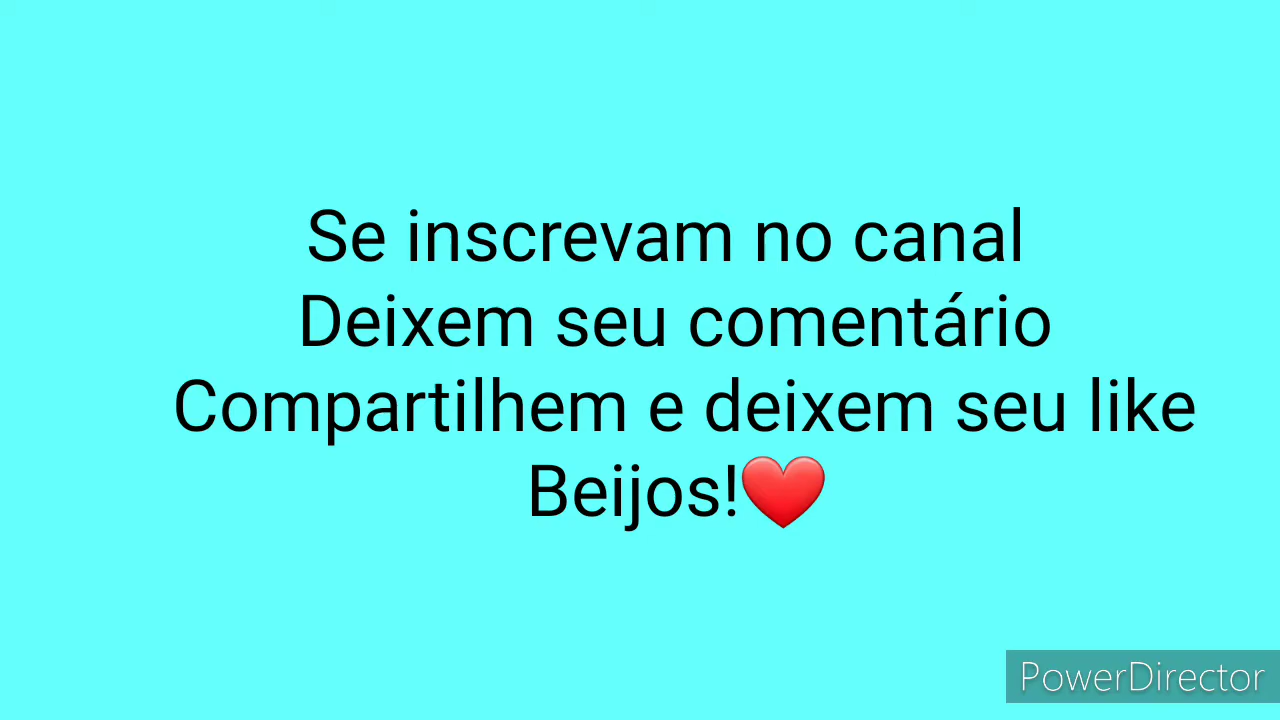 Se inscrevam no canal
Deixem seu comentário
Compartilhem e deixem seu like
Beijos!❤️
PowerDirector